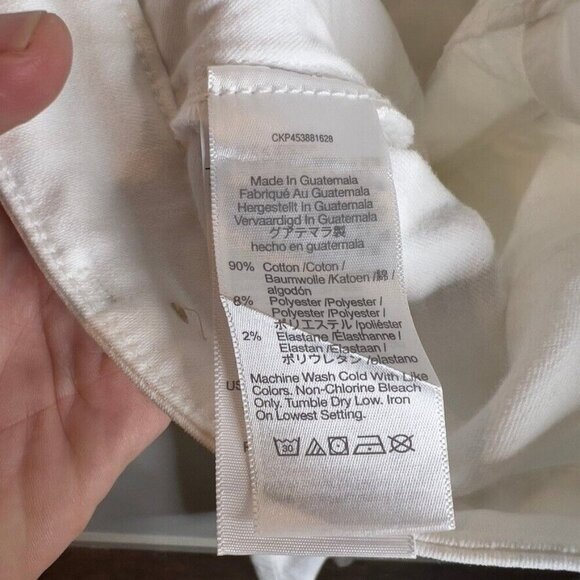 CKP453881628
Made In Guatemala
Fabriqué Au Guatemala
Hergestellt In Guatemala
Vervaardigd In Guatemala
グアテマラ製
hecho en guatemala
90% Cotton /Coton /
Baumwolle /Katoen /綿 /
algodón
8% Polyester /Polyester /
Polyester /Polyester /
ポリエステル /poliéster
2% Elastane /Élasthanne /
Elastan /Elastaan /
ポリウレタン /elastano
US
Machine Wash Cold With Like
Colors. Non-Chlorine Bleach
Only. Tumble Dry Low. Iron
On Lowest Setting.
30